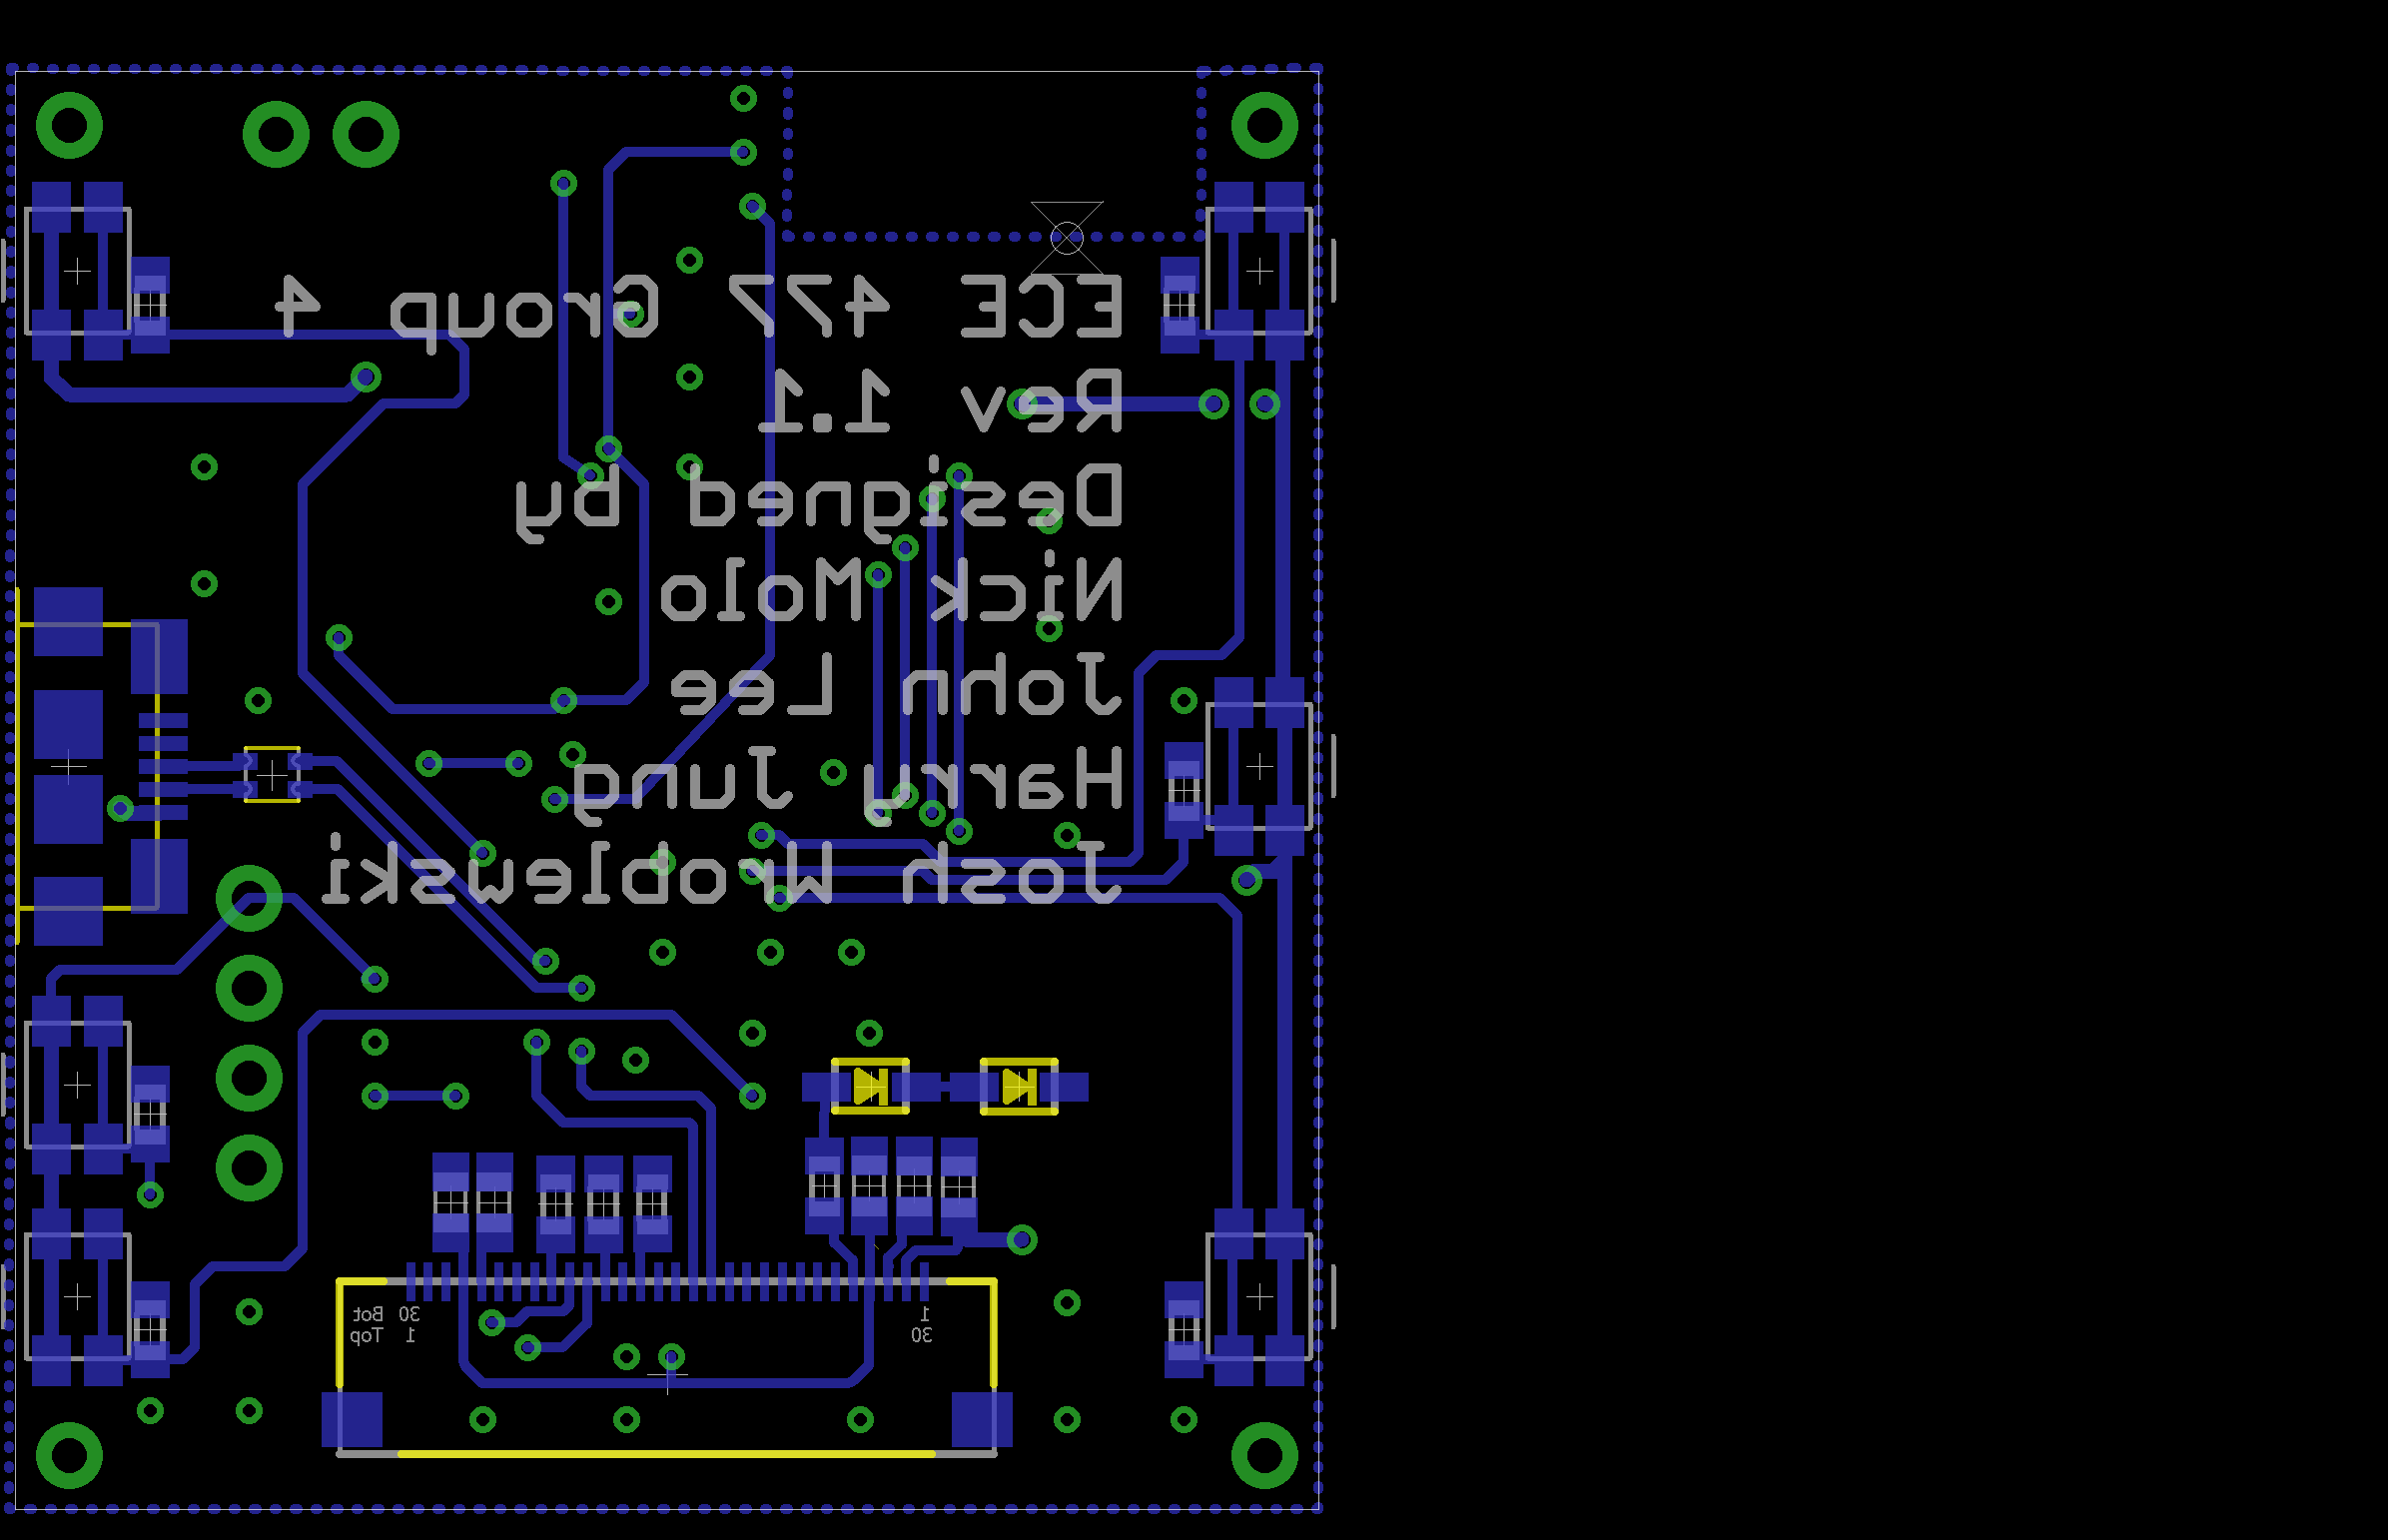 ECE 477 Group 4
Rev 1.1
Designed by
Nick Molo
John Lee
Harry Jung
Josh Wroblewski
1 30 Bot
30 1 Top